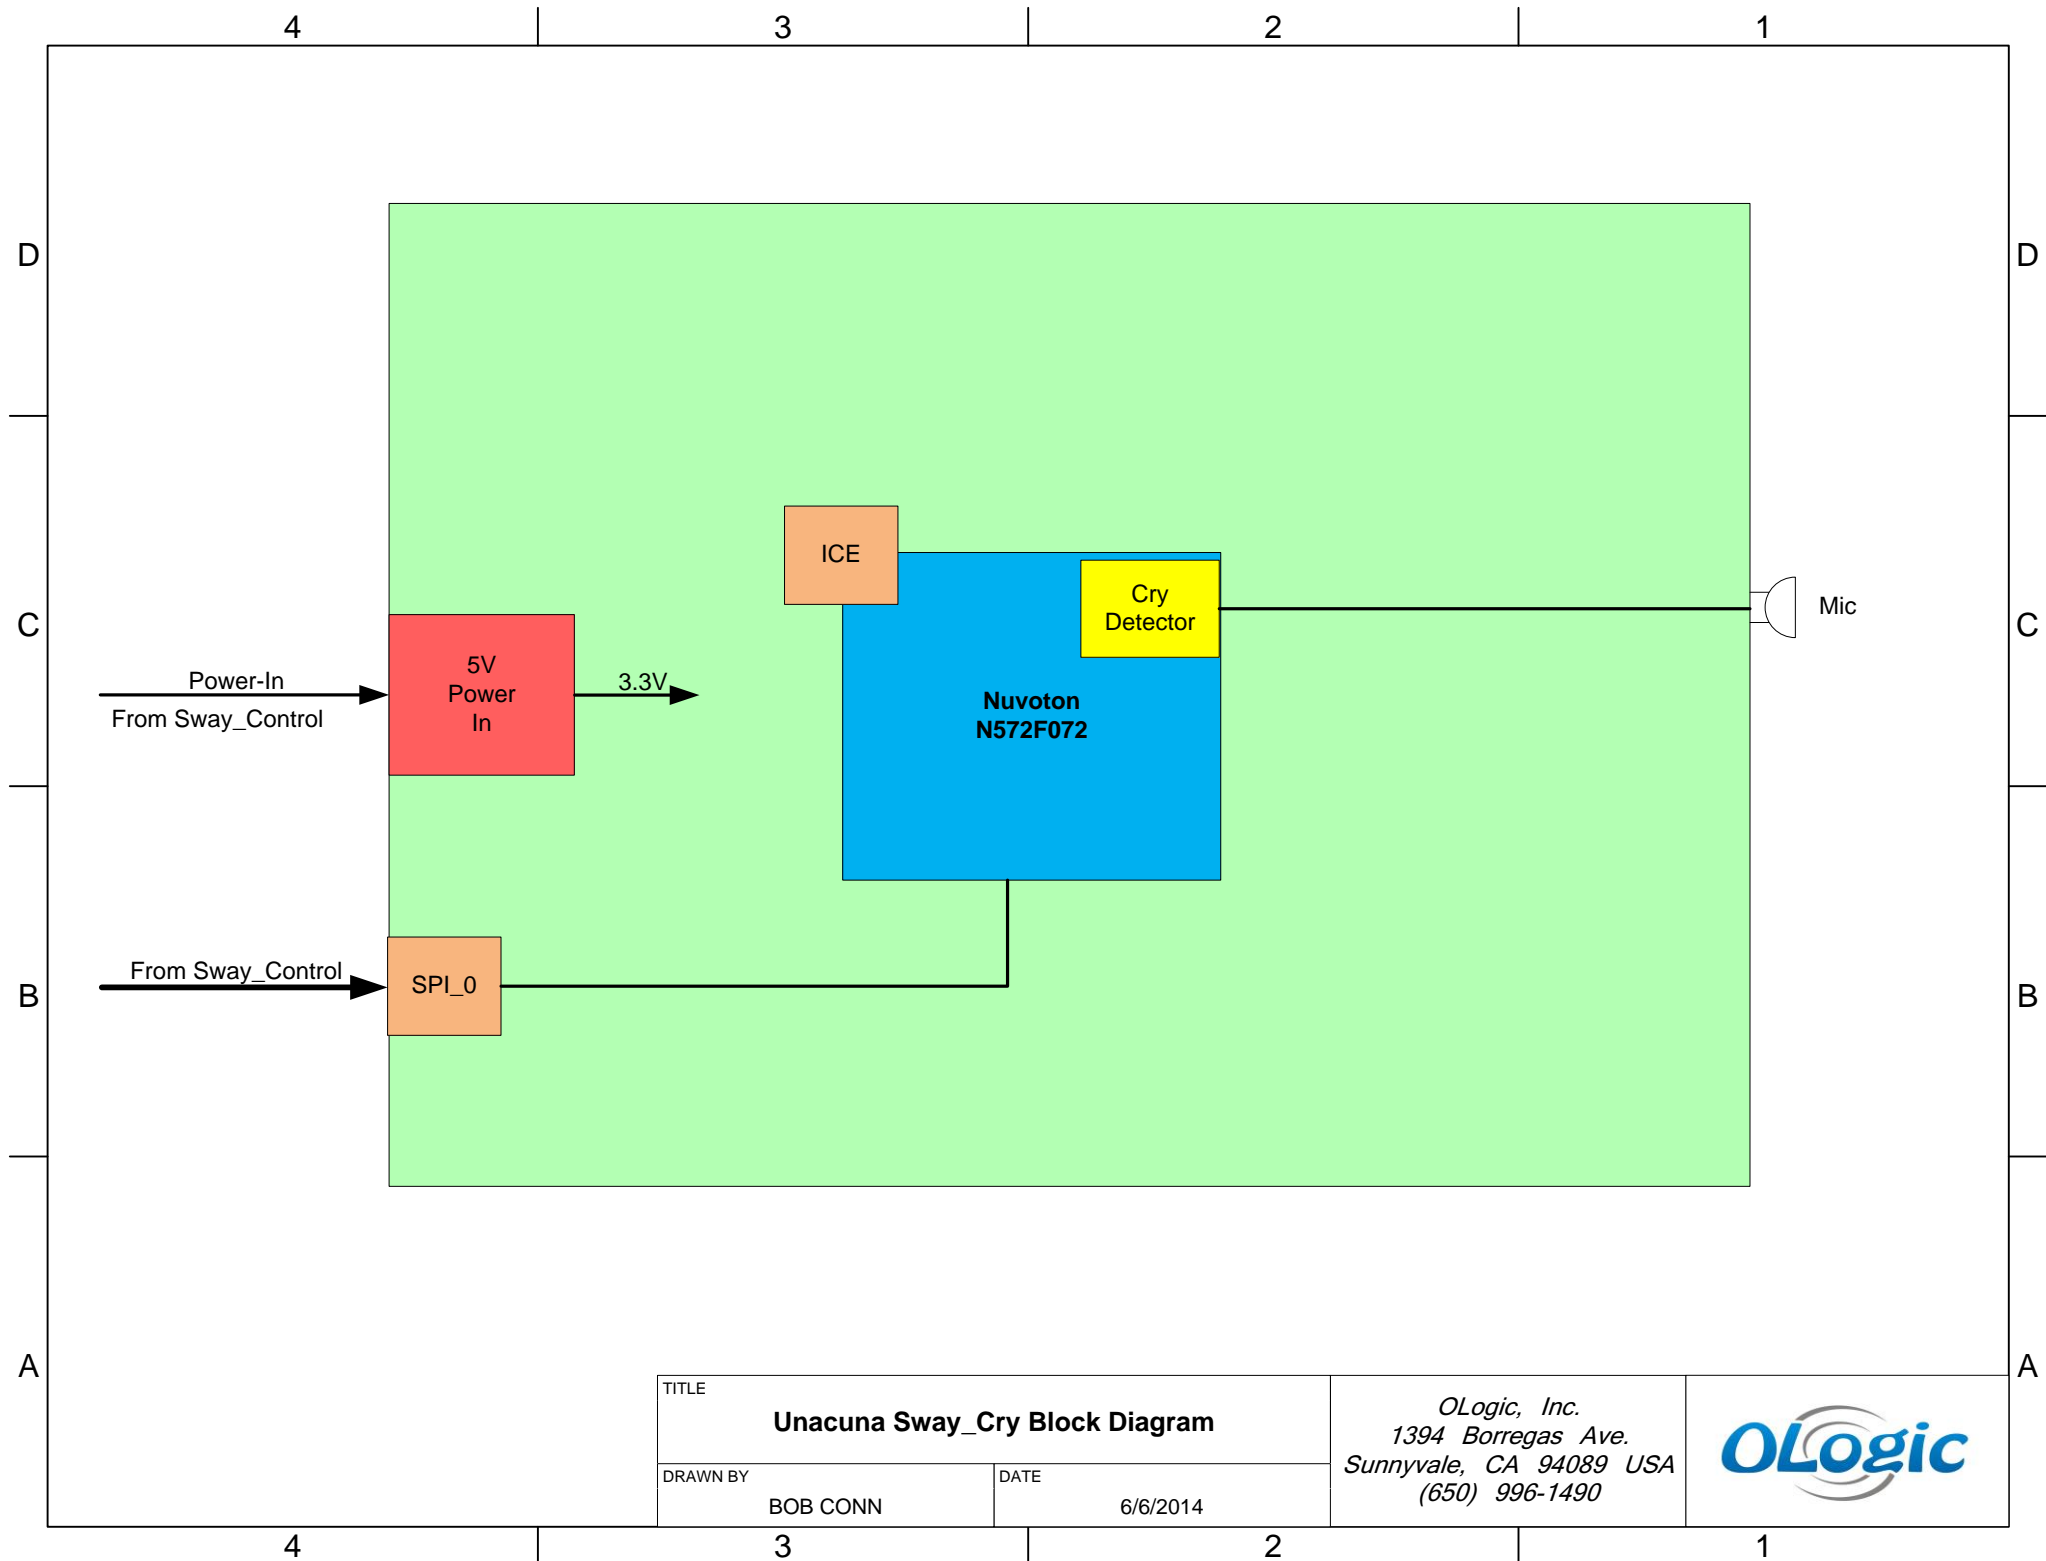 4 3 2 1
D D
ICE
Cry
Detector
Mic
C C
5V
Power
In
Power-In
From Sway_Control
3.3V
Nuvoton
N572F072
From Sway_Control
SPI_0
B B
A A
TITLE
Unacuna Sway_Cry Block Diagram
DRAWN BY
BOB CONN
DATE
6/6/2014
OLogic, Inc.
1394 Borregas Ave.
Sunnyvale, CA 94089 USA
(650) 996-1490
OLogic
4 3 2 1